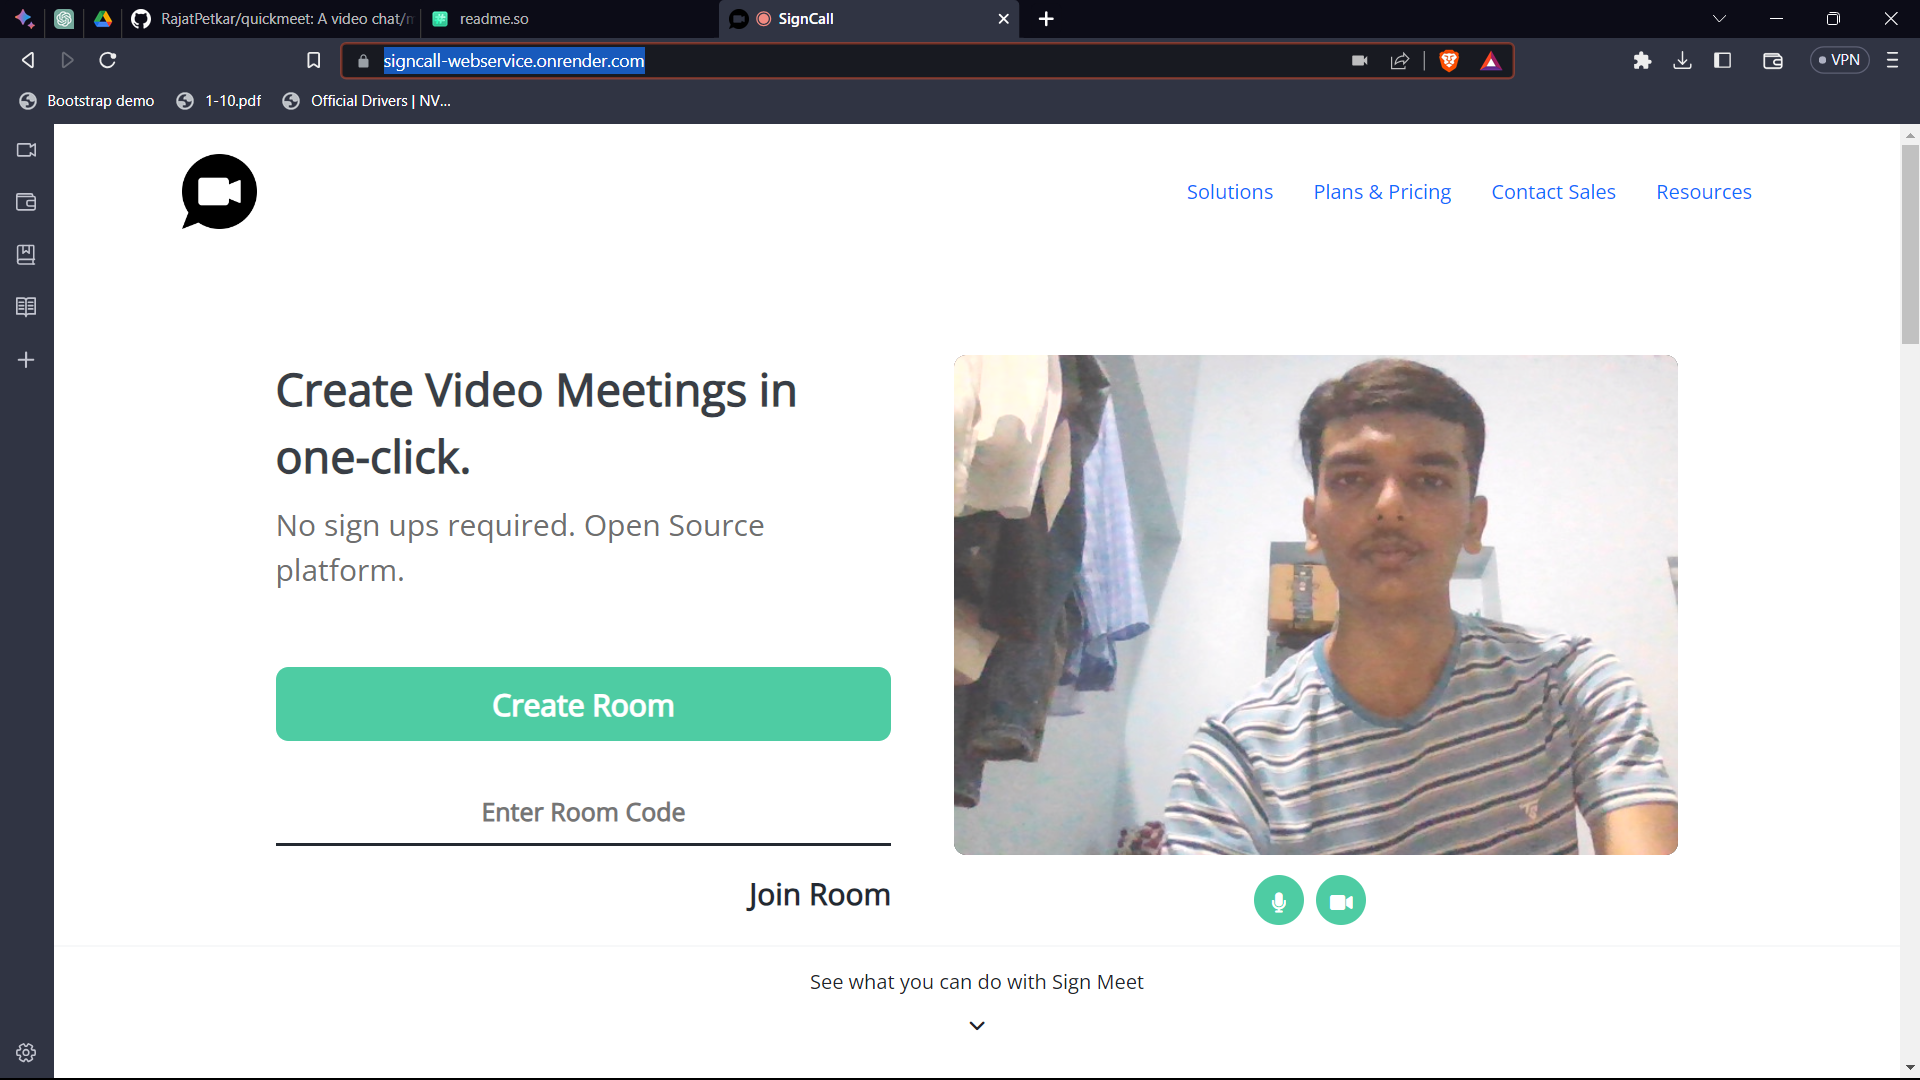 RajatPetkar/quickmeet: A video chat/m
readme.so
SignCall
signcall-webservice.onrender.com
VPN
Bootstrap demo
1-10.pdf
Official Drivers | NV...
Solutions
Plans & Pricing
Contact Sales
Resources
Create Video Meetings in
one-click.
No sign ups required. Open Source
platform.
Create Room
Enter Room Code
Join Room
See what you can do with Sign Meet